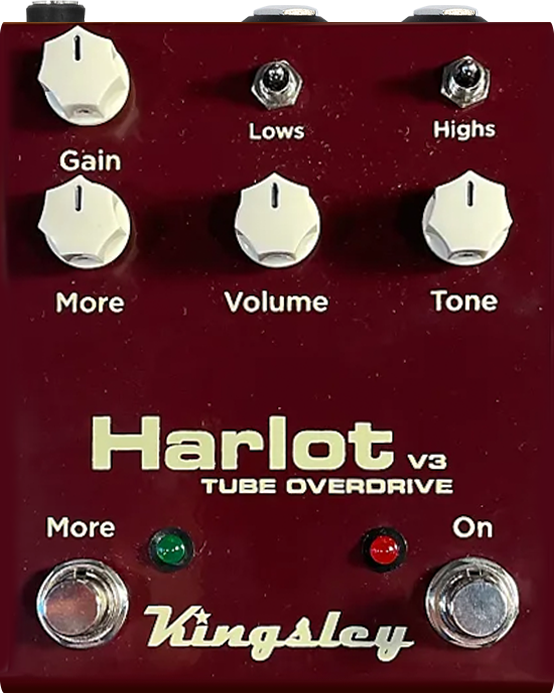 Lows
Highs
Gain
More
Volume
Tone
Harlot V3
TUBE OVERDRIVE
More
On
Kingsley